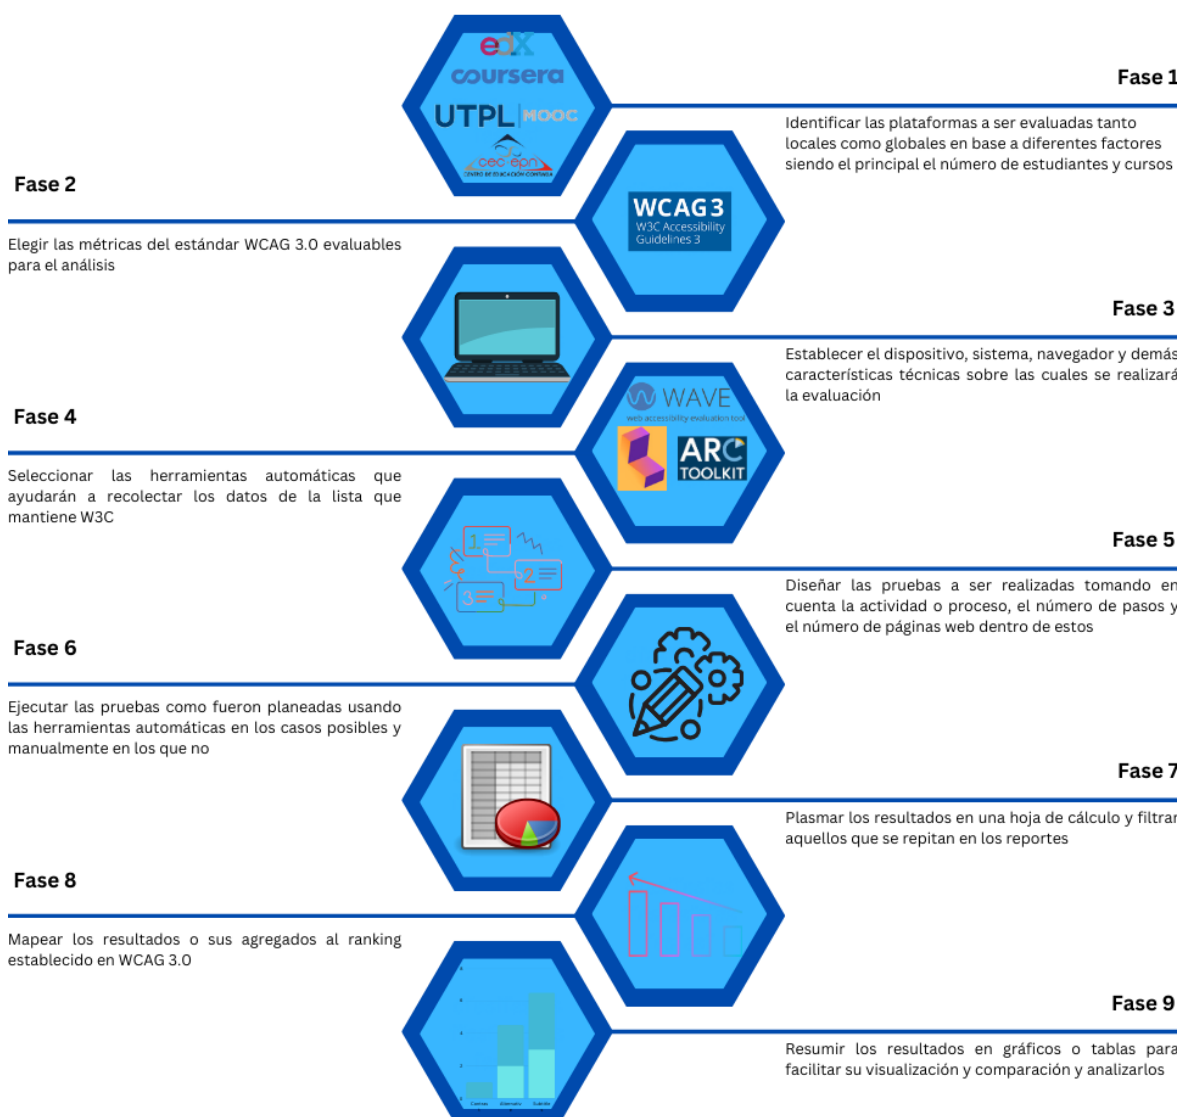 edX
coursera
UTPL MOOC
cec epn
CENTRO DE EDUCACIÓN CONTINUA
Fase 1
Identificar las plataformas a ser evaluadas tanto
locales como globales en base a diferentes factores
siendo el principal el número de estudiantes y cursos
Fase 2
WCAG 3
W3C Accessibility
Guidelines 3
Elegir las métricas del estándar WCAG 3.0 evaluables
para el análisis
Fase 3
Establecer el dispositivo, sistema, navegador y demás
características técnicas sobre las cuales se realizará
la evaluación
Fase 4
WAVE
web accessibility evaluation tool
ARC
TOOLKIT
Seleccionar las herramientas automáticas que
ayudarán a recolectar los datos de la lista que
mantiene W3C
1
2
3
Fase 5
Diseñar las pruebas a ser realizadas tomando en
cuenta la actividad o proceso, el número de pasos y
el número de páginas web dentro de estos
Fase 6
Ejecutar las pruebas como fueron planeadas usando
las herramientas automáticas en los casos posibles y
manualmente en los que no
Fase 7
Plasmar los resultados en una hoja de cálculo y filtrar
aquellos que se repitan en los reportes
Fase 8
Mapear los resultados o sus agregados al ranking
establecido en WCAG 3.0
Fase 9
Resumir los resultados en gráficos o tablas para
facilitar su visualización y comparación y analizarlos